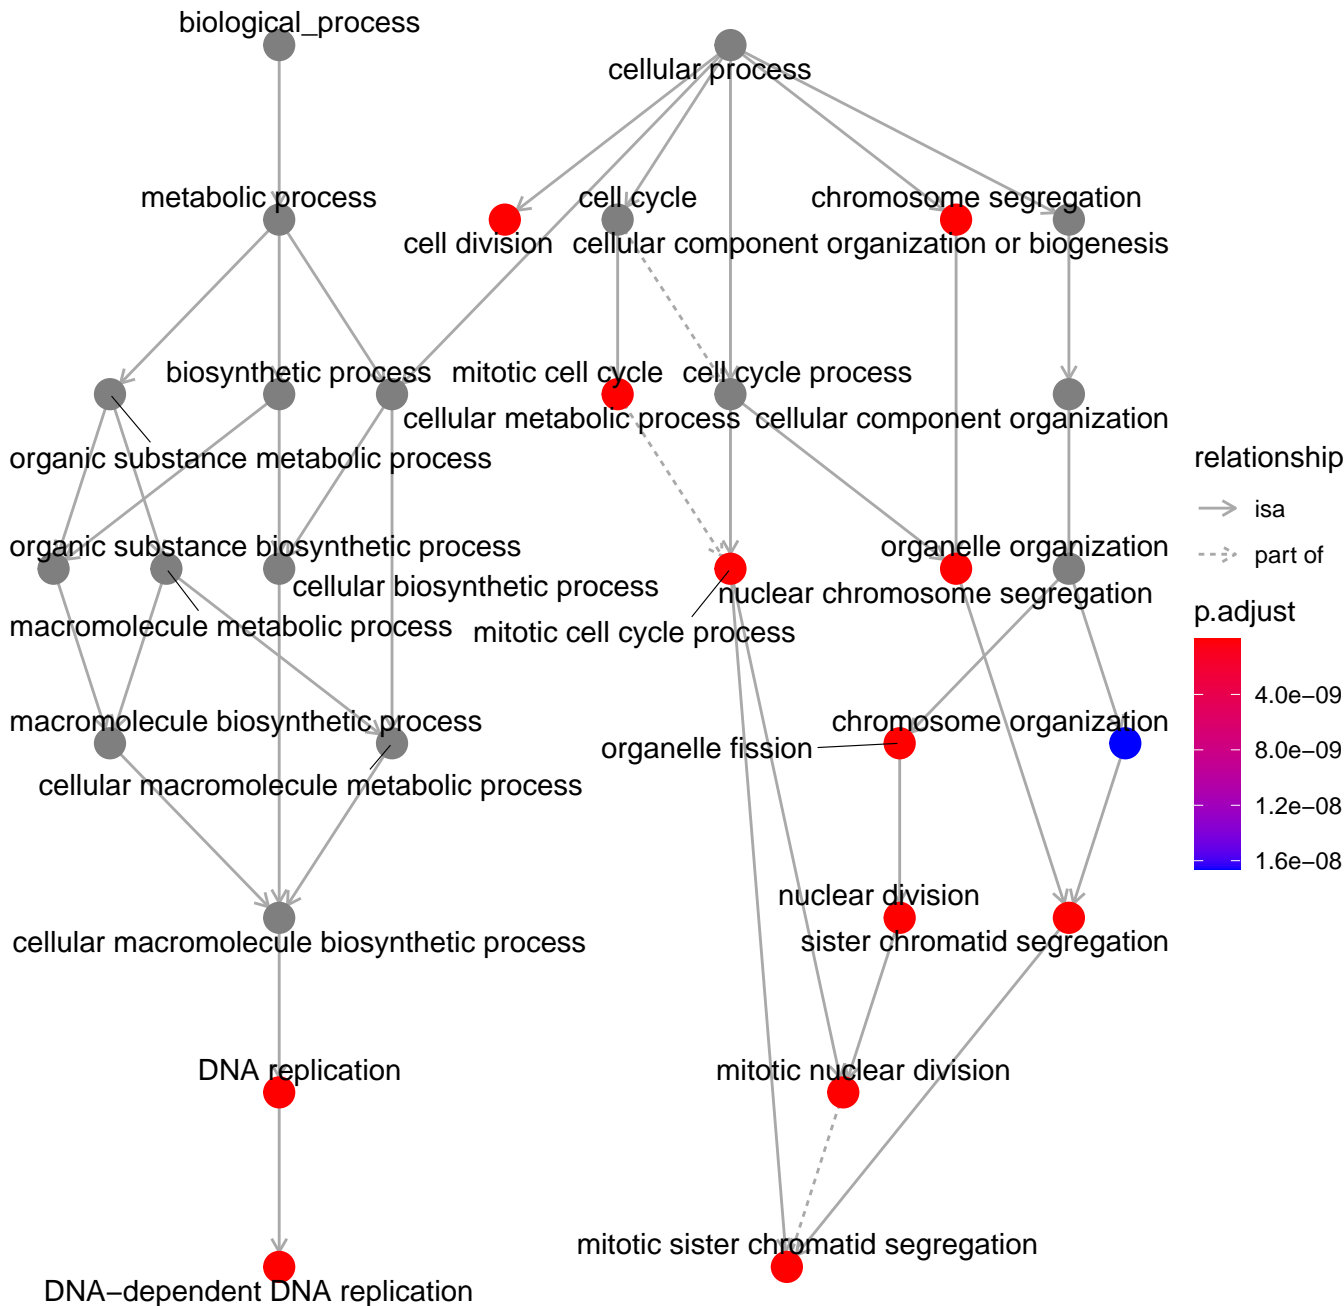 biological_process
cellular process
metabolic process
cell cycle
chromosome segregation
cell division
cellular component organization or biogenesis
biosynthetic process
mitotic cell cycle
cell cycle process
cellular metabolic process
cellular component organization
organic substance metabolic process
relationship
isa
part of
organic substance biosynthetic process
organelle organization
cellular biosynthetic process
nuclear chromosome segregation
macromolecule metabolic process
mitotic cell cycle process
p.adjust
4.0e−09
8.0e−09
1.2e−08
1.6e−08
macromolecule biosynthetic process
chromosome organization
organelle fission
cellular macromolecule metabolic process
nuclear division
cellular macromolecule biosynthetic process
sister chromatid segregation
DNA replication
mitotic nuclear division
mitotic sister chromatid segregation
DNA−dependent DNA replication